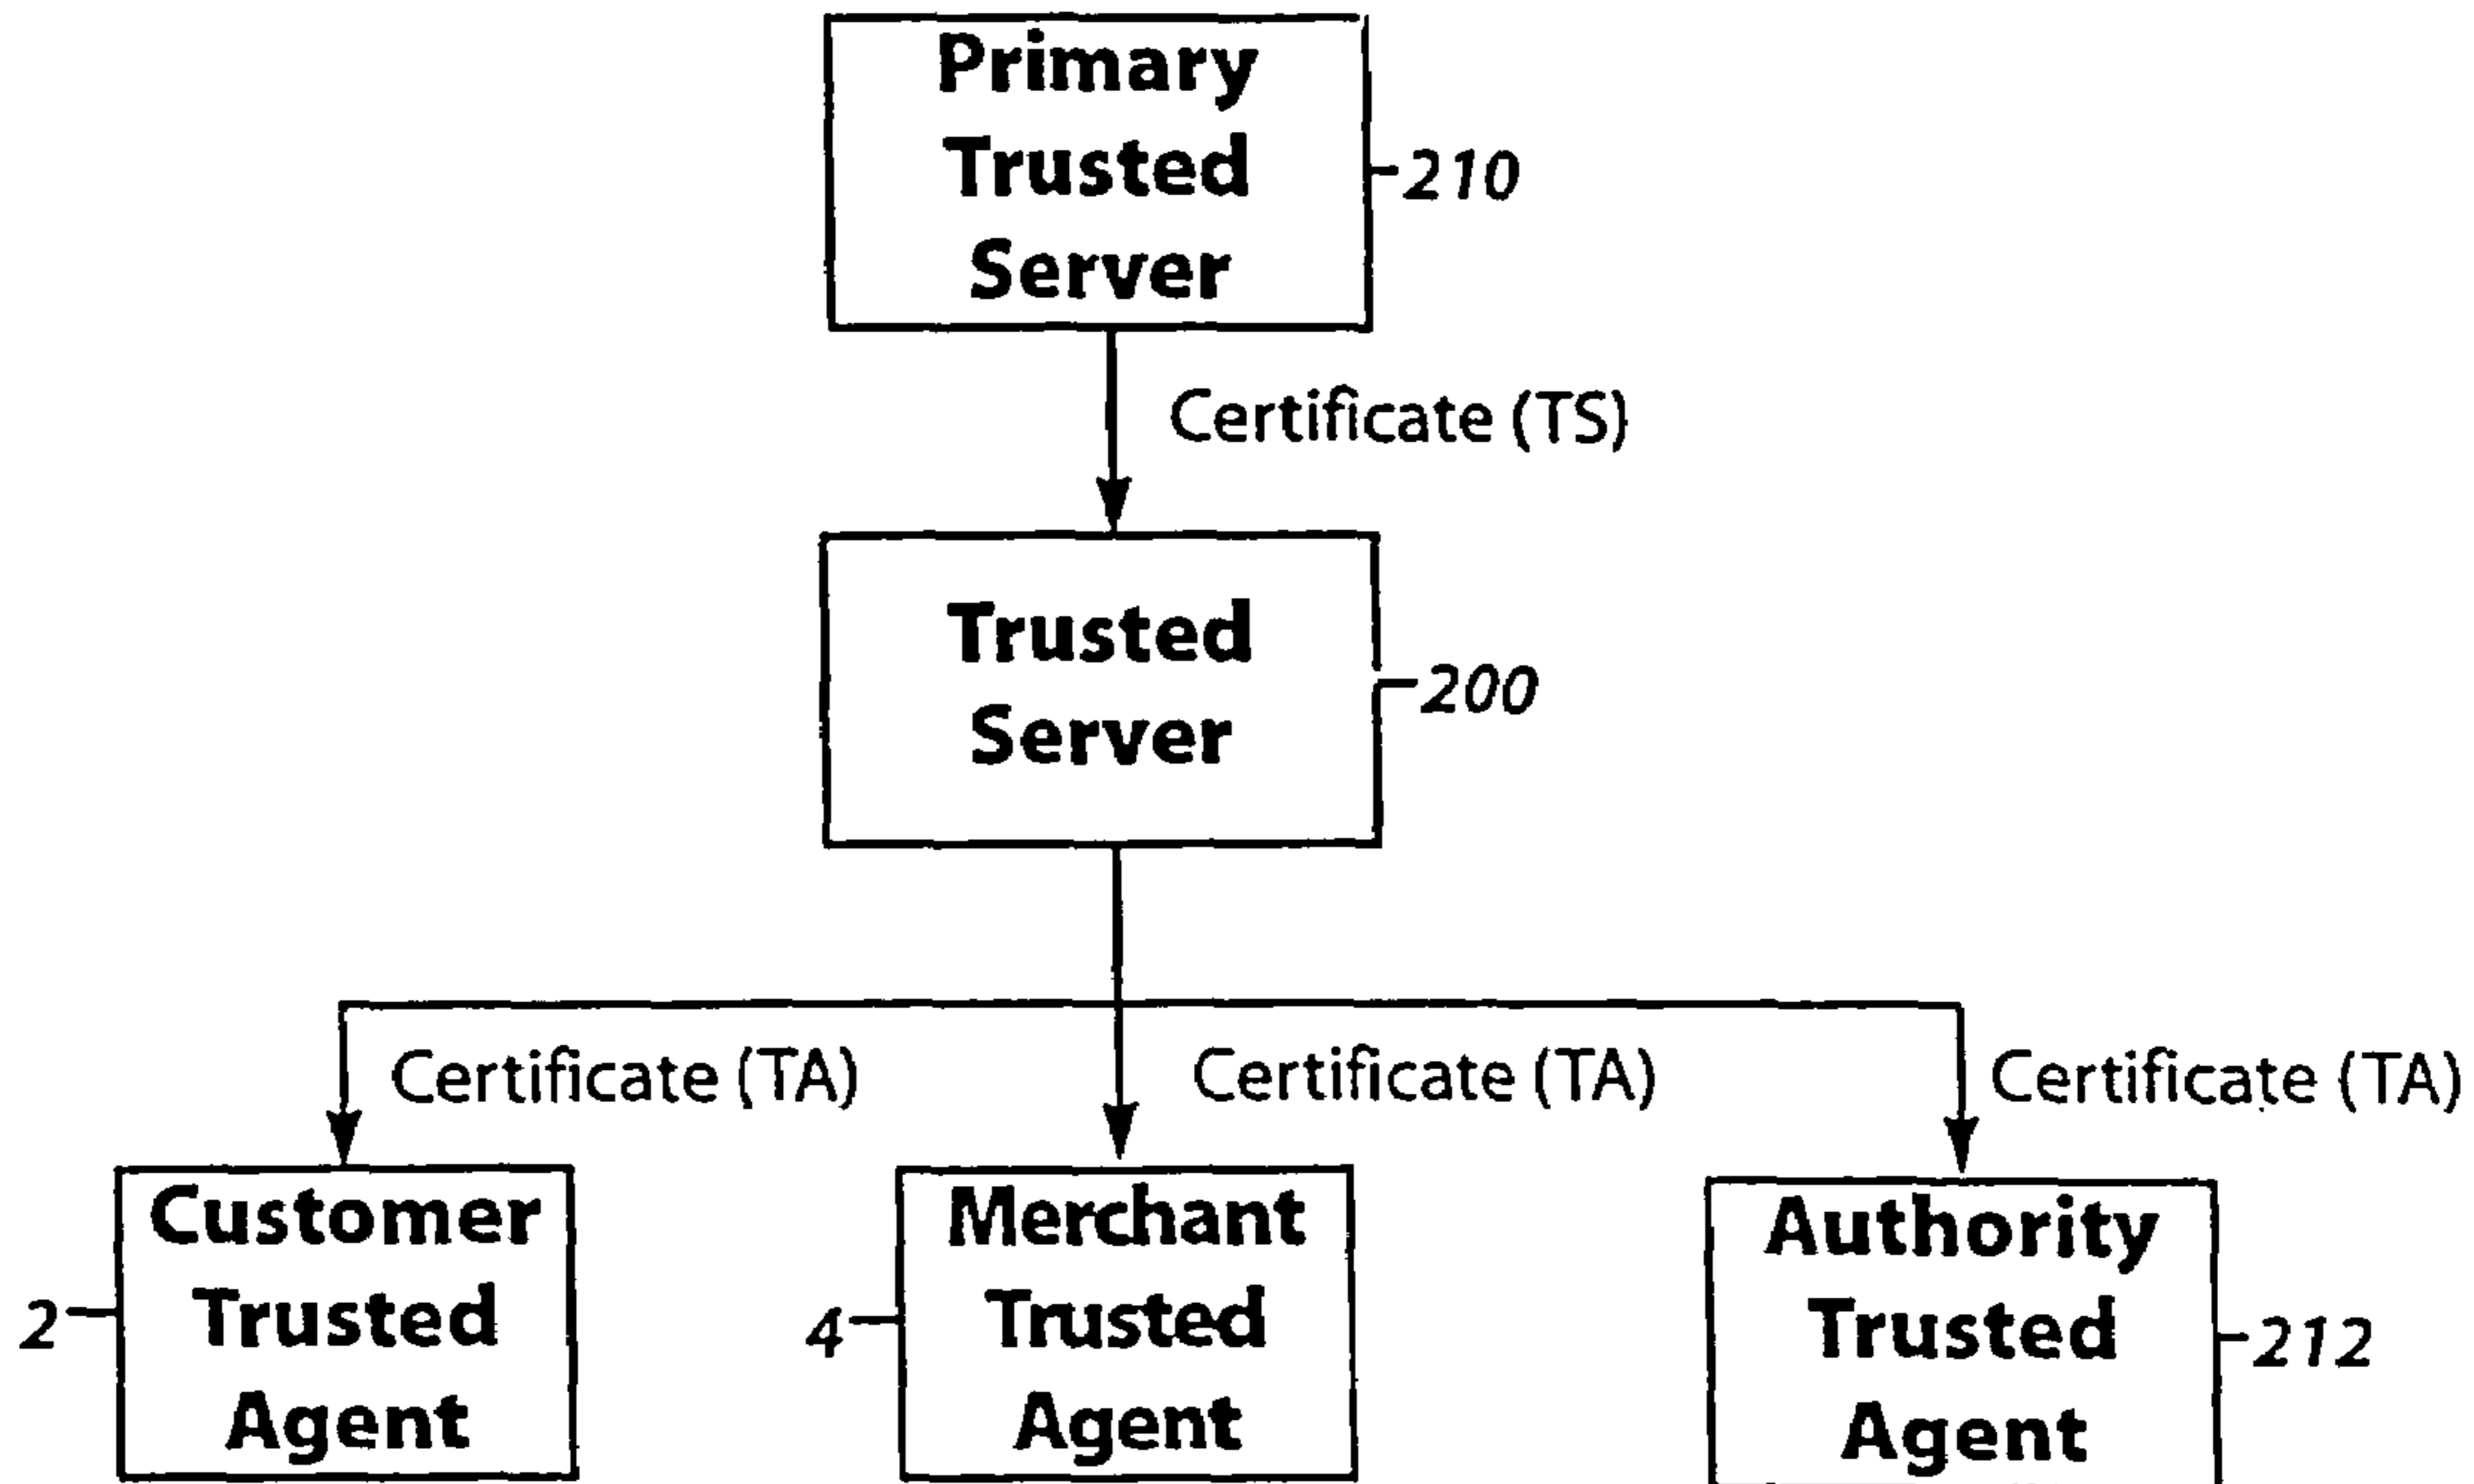 Primary
Trusted
Server
210
Certificate (TS)
Trusted
Server
200
Certificate (TA)
Certificate (TA)
Certificate (TA)
Customer
Trusted
Agent
2
Merchant
Trusted
Agent
4
Authority
Trusted
Agent
212